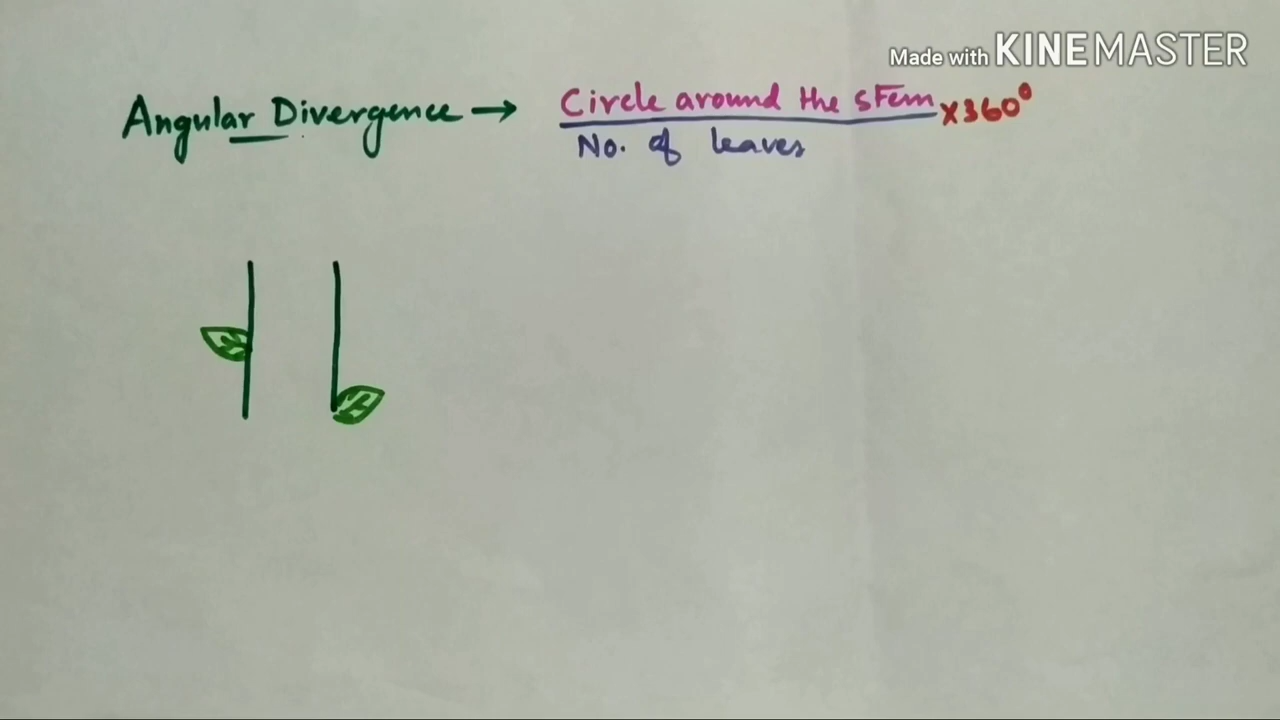 Made with KINEMASTER
Angular Divergence → Circle around the stem x360°
No. of leaves